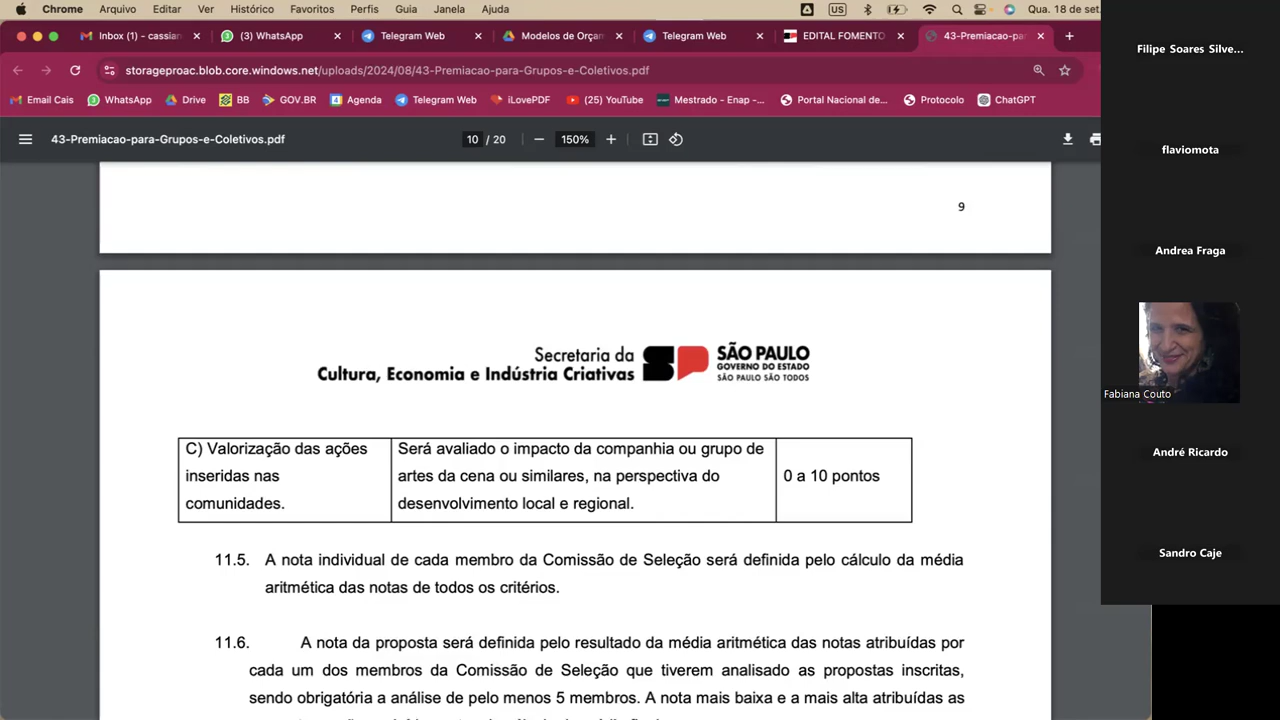 Chrome Arquivo Editar Ver Histórico Favoritos Perfis Guia Janela Ajuda US Qua. 18 de set.
Inbox (1) - cassian
(3) WhatsApp
Telegram Web
Modelos de Orçan
Telegram Web
EDITAL FOMENTO
43-Premiacao-para
storageproac.blob.core.windows.net/uploads/2024/08/43-Premiacao-para-Grupos-e-Coletivos.pdf
Email Cais WhatsApp Drive BB GOV.BR Agenda Telegram Web iLovePDF (25) YouTube Mestrado - Enap -... Portal Nacional de... Protocolo ChatGPT
43-Premiacao-para-Grupos-e-Coletivos.pdf
10 / 20
150%
9
Secretaria da
Cultura, Economia e Indústria Criativas
SÃO PAULO
GOVERNO DO ESTADO
SÃO PAULO SÃO TODOS
C) Valorização das ações
inseridas nas
comunidades.
Será avaliado o impacto da companhia ou grupo de
artes da cena ou similares, na perspectiva do
desenvolvimento local e regional.
0 a 10 pontos
11.5. A nota individual de cada membro da Comissão de Seleção será definida pelo cálculo da média
aritmética das notas de todos os critérios.
11.6. A nota da proposta será definida pelo resultado da média aritmética das notas atribuídas por
cada um dos membros da Comissão de Seleção que tiverem analisado as propostas inscritas,
sendo obrigatória a análise de pelo menos 5 membros. A nota mais baixa e a mais alta atribuídas as
Filipe Soares Silve...
flaviomota
Andrea Fraga
Fabiana Couto
André Ricardo
Sandro Caje